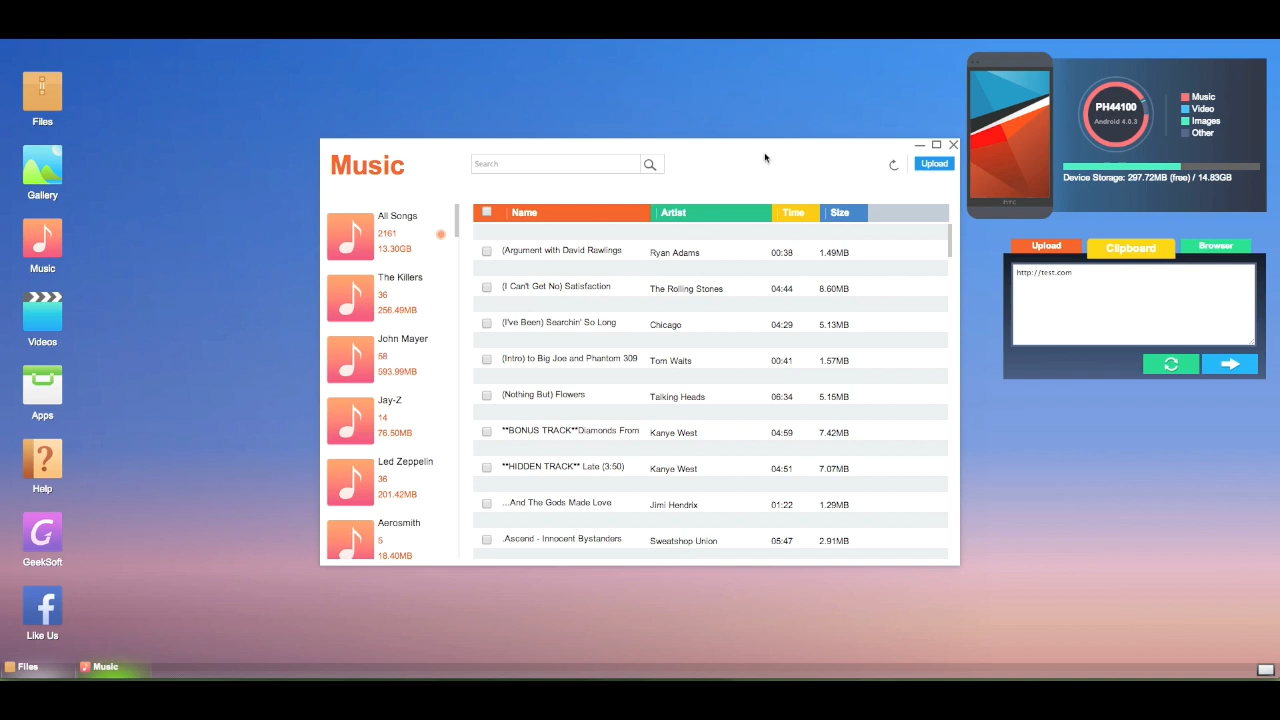 Files
Gallery
Music
Videos
Apps
Help
GeekSoft
Like Us
Music
Search
Upload
All Songs
2161
13.30GB
The Killers
36
256.49MB
John Mayer
58
593.99MB
Jay-Z
14
76.50MB
Led Zeppelin
36
201.42MB
Aerosmith
5
18.40MB
Name Artist Time Size
(Argument with David Rawlings Ryan Adams 00:38 1.49MB
(I Can't Get No) Satisfaction The Rolling Stones 04:44 8.60MB
(I've Been) Searchin' So Long Chicago 04:29 5.13MB
(Intro) to Big Joe and Phantom 309 Tom Waits 00:41 1.57MB
(Nothing But) Flowers Talking Heads 06:34 5.15MB
**BONUS TRACK**Diamonds From Kanye West 04:59 7.42MB
**HIDDEN TRACK** Late (3:50) Kanye West 04:51 7.07MB
...And The Gods Made Love Jimi Hendrix 01:22 1.29MB
.Ascend - Innocent Bystanders Sweatshop Union 05:47 2.91MB
hTC
PH44100
Android 4.0.3
Music
Video
Images
Other
Device Storage: 297.72MB (free) / 14.83GB
Upload Clipboard Browser
http://test.com
Files Music